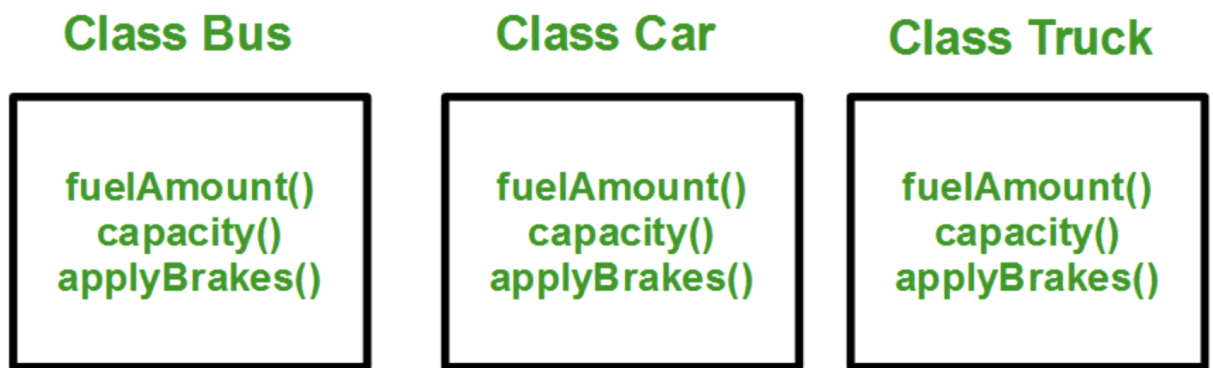 Class Bus
Class Car
Class Truck
fuelAmount()
capacity()
applyBrakes()
fuelAmount()
capacity()
applyBrakes()
fuelAmount()
capacity()
applyBrakes()